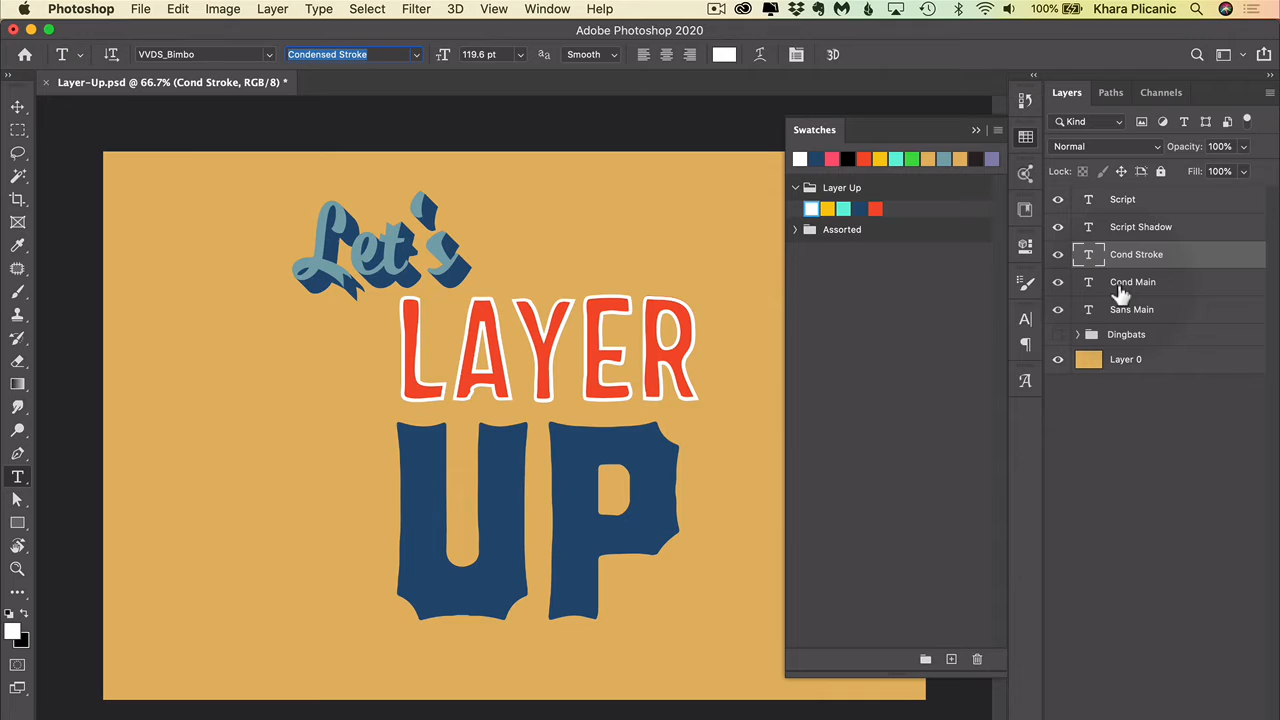 Photoshop File Edit Image Layer Type Select Filter 3D View Window Help 100% Khara Plicanic
Adobe Photoshop 2020
T VVDS_Bimbo Condensed Stroke 119.6 pt Smooth 3D
Layer-Up.psd @ 66.7% (Cond Stroke, RGB/8) *
Layers Paths Channels
Kind
Swatches
Normal Opacity: 100%
Lock: Fill: 100%
Layer Up
Assorted
T Script
T Script Shadow
T Cond Stroke
T Cond Main
T Sans Main
Dingbats
Layer 0
Let's
LAYER
UP